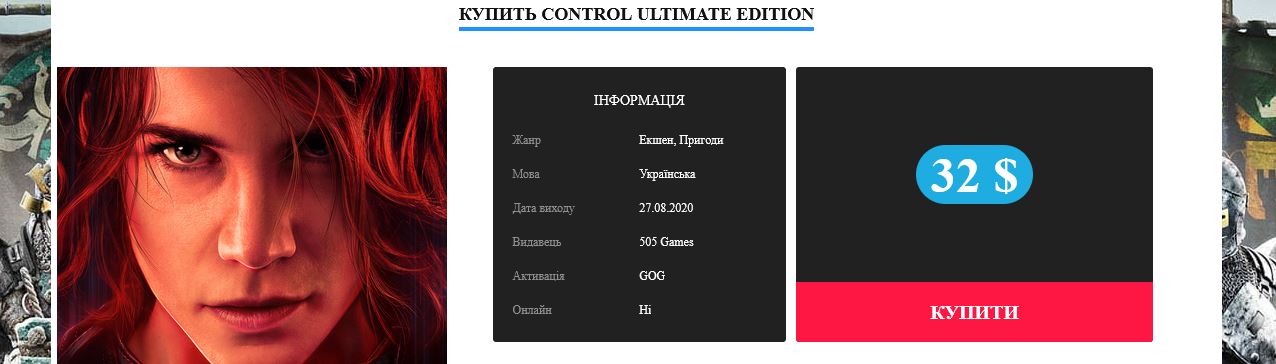 КУПИТЬ CONTROL ULTIMATE EDITION
ІНФОРМАЦІЯ
Жанр Екшен, Пригоди
Мова Українська
Дата виходу 27.08.2020
Видавець 505 Games
Активація GOG
Онлайн Ні
32 $
КУПИТИ